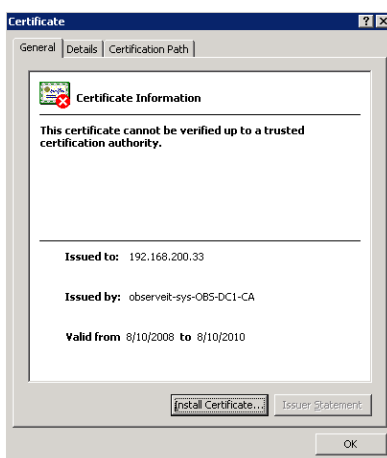 Certificate
General Details Certification Path
Certificate Information
This certificate cannot be verified up to a trusted
certification authority.
Issued to: 192.168.200.33
Issued by: observeit-sys-OBS-DC1-CA
Valid from 8/10/2008 to 8/10/2010
Install Certificate... Issuer Statement
OK